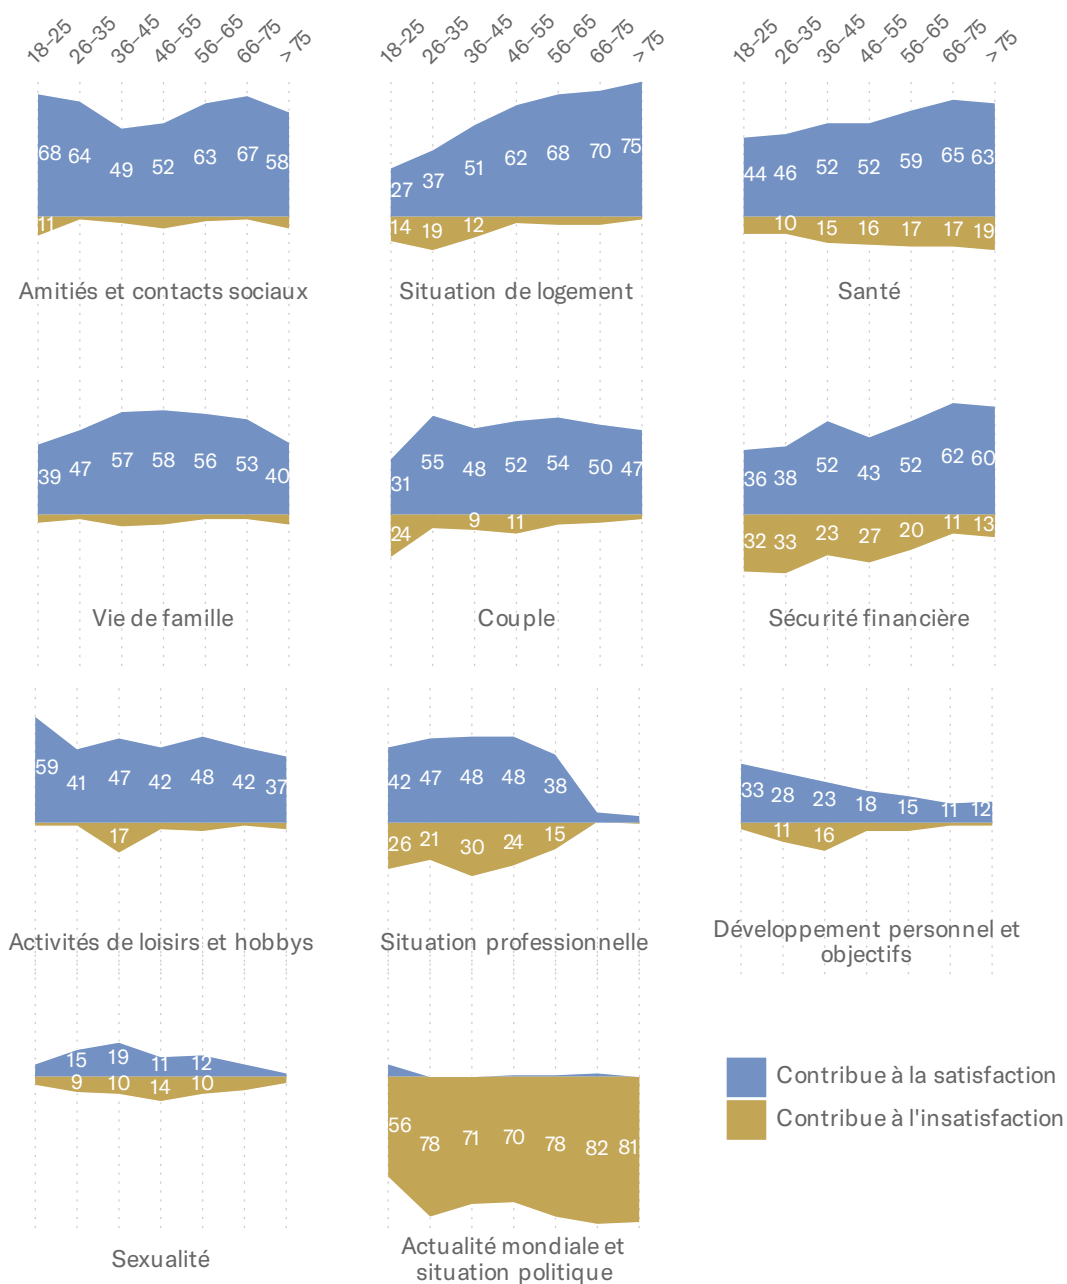 18–25 26–35 36–45 46–55 56–65 66-75 > 75
18–25 26–35 36–45 46–55 56–65 66-75 > 75
18–25 26–35 36–45 46–55 56–65 66-75 > 75
68 64 49 52 63 67 58
11
Amitiés et contacts sociaux
27 37 51 62 68 70 75
14 19 12
Situation de logement
44 46 52 52 59 65 63
10 15 16 17 17 19
Santé
39 47 57 58 56 53 40
Vie de famille
31 55 48 52 54 50 47
24 9 11
Couple
36 38 52 43 52 62 60
32 33 23 27 20 11 13
Sécurité financière
59 41 47 42 48 42 37
17
Activités de loisirs et hobbys
42 47 48 48 38
26 21 30 24 15
Situation professionnelle
33 28 23 18 15 11 12
11 16
Développement personnel et
objectifs
15 19 11 12
9 10 14 10
Sexualité
56 78 71 70 78 82 81
Actualité mondiale et
situation politique
Contribue à la satisfaction
Contribue à l'insatisfaction